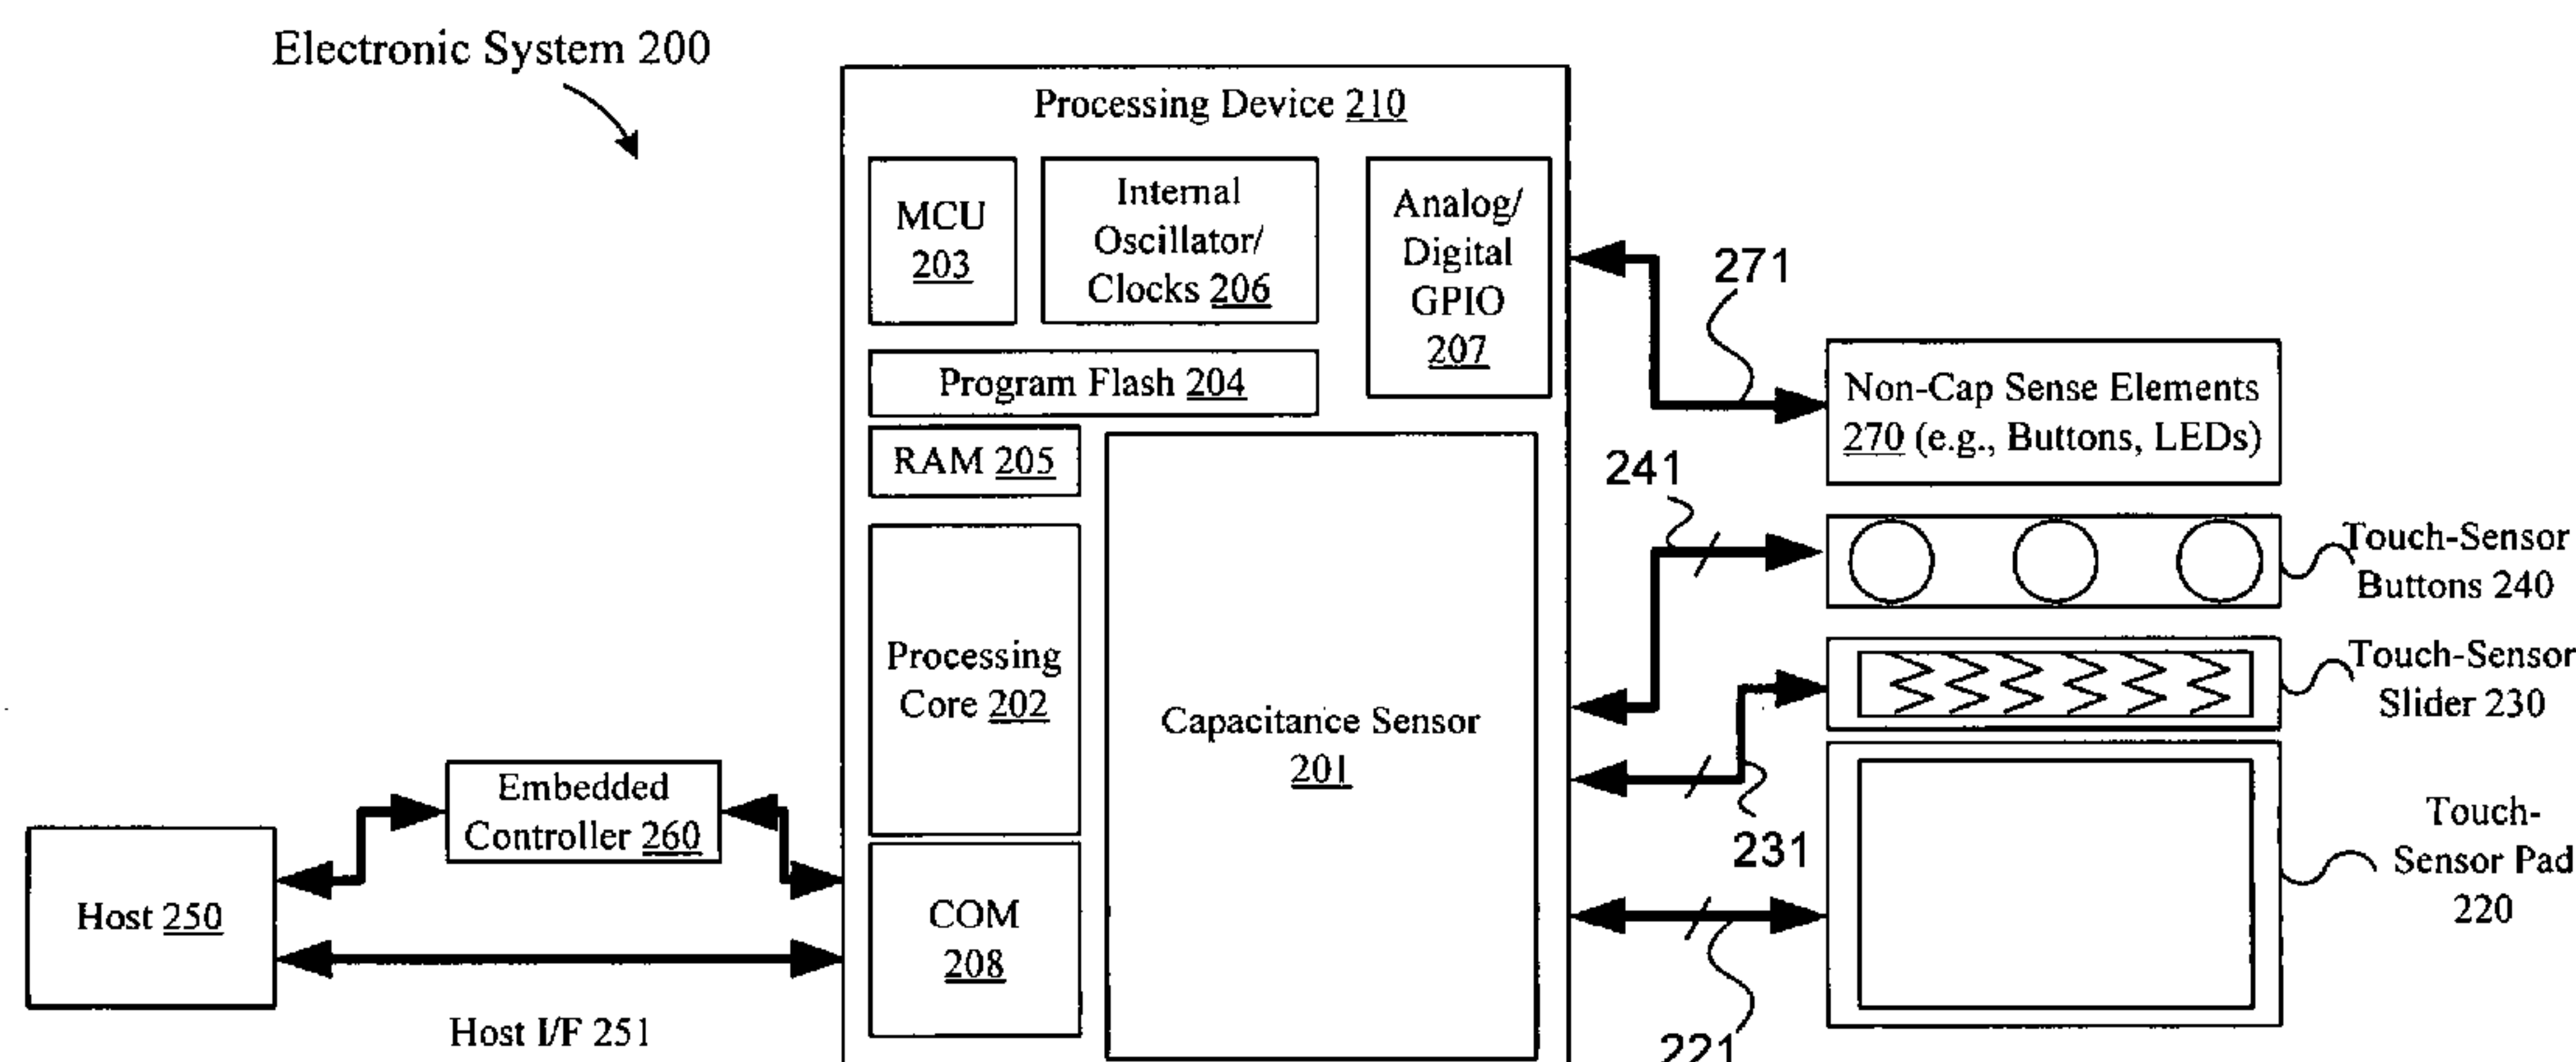 Electronic System 200
Processing Device 210
MCU
203
Internal
Oscillator/
Clocks 206
Analog/
Digital
GPIO
207
Program Flash 204
RAM 205
Processing
Core 202
COM
208
Capacitance Sensor
201
Embedded
Controller 260
Host 250
Host I/F 251
271
Non-Cap Sense Elements
270 (e.g., Buttons, LEDs)
241
Touch-Sensor
Buttons 240
Touch-Sensor
Slider 230
231
Touch-
Sensor Pad
220
221